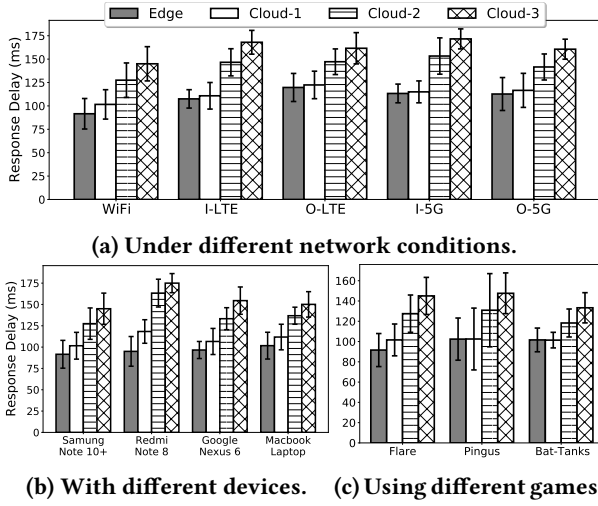 Edge Cloud-1 Cloud-2 Cloud-3
Response Delay (ms)
175
150
125
100
75
50
25
0
WiFi I-LTE O-LTE I-5G O-5G
(a) Under different network conditions.
Response Delay (ms)
175
150
125
100
75
50
25
0
Samung Redmi Google Macbook
Note 10+ Note 8 Nexus 6 Laptop
160
140
120
100
80
60
40
20
0
Flare Pingus Bat-Tanks
(b) With different devices. (c) Using different games